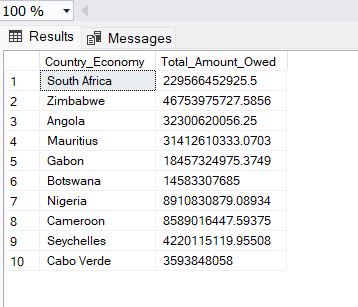 100 %
Results Messages
Country_Economy Total_Amount_Owed
1 South Africa 229566452925.5
2 Zimbabwe 46753975727.5856
3 Angola 32300620056.25
4 Mauritius 31412610333.0703
5 Gabon 18457324975.3749
6 Botswana 14583307685
7 Nigeria 8910830879.08934
8 Cameroon 8589016447.59375
9 Seychelles 4220115119.95508
10 Cabo Verde 3593848058